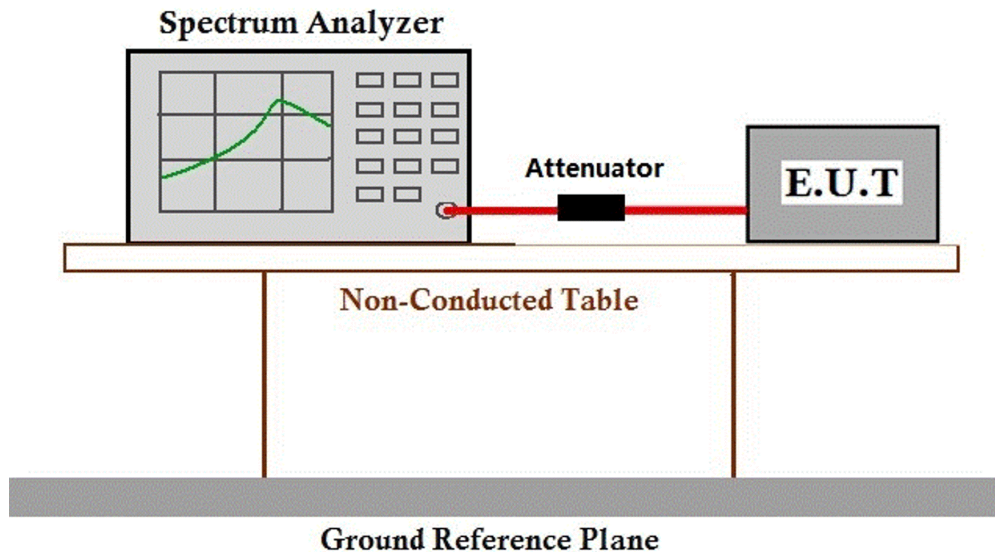 Spectrum Analyzer
Attenuator
E.U.T
Non-Conducted Table
Ground Reference Plane